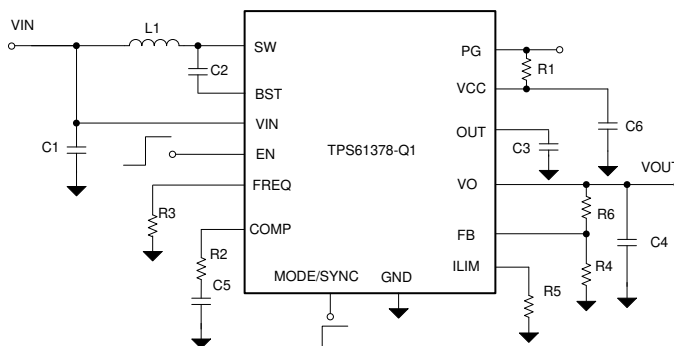 VIN
L1
SW
C2
BST
VIN
C1
EN
FREQ
R3
COMP
R2
C5
MODE/SYNC
GND
TPS61378-Q1
PG
R1
VCC
C6
OUT
C3
VO
VOUT
R6
FB
C4
R4
ILIM
R5